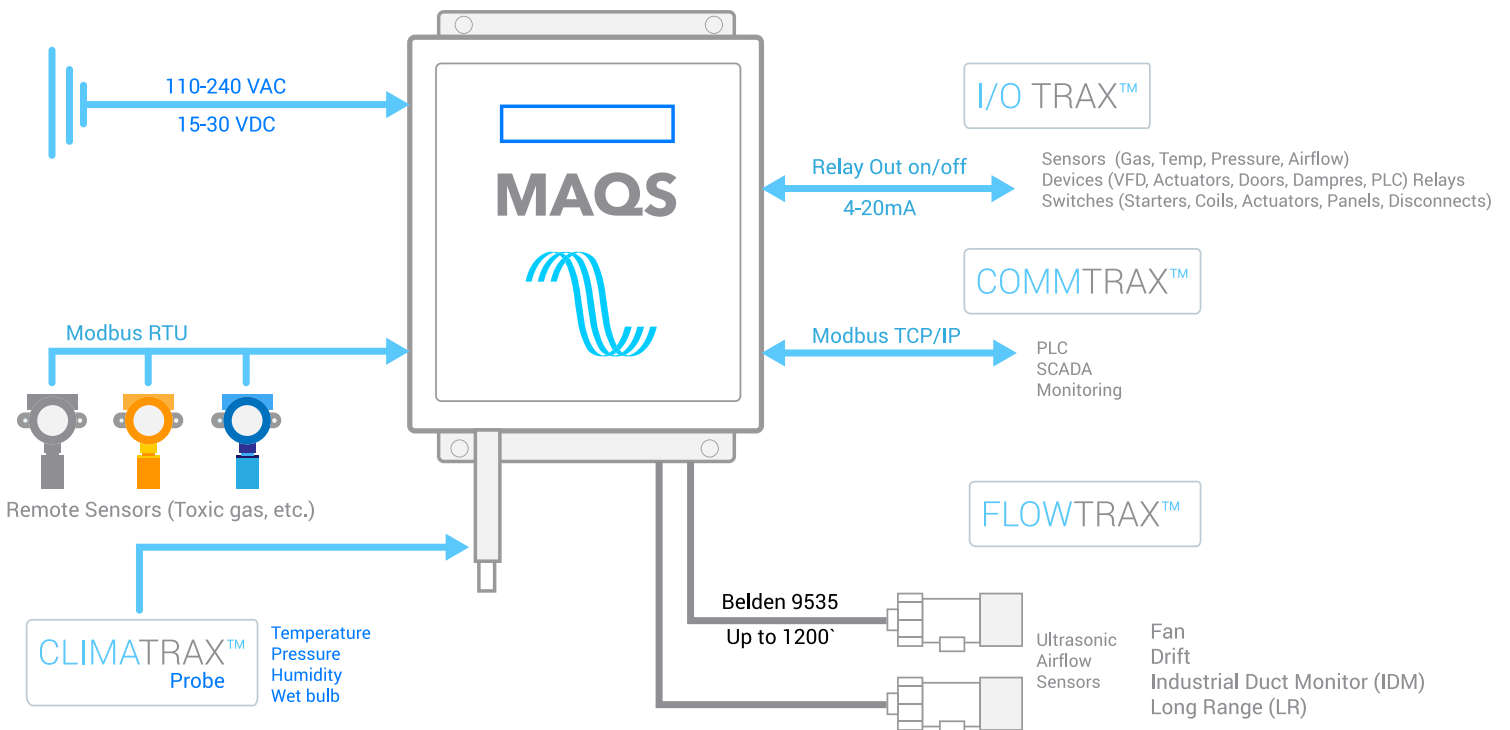 110-240 VAC
15-30 VDC
MAQS
I/O TRAX™
Relay Out on/off
4-20mA
Sensors (Gas, Temp, Pressure, Airflow)
Devices (VFD, Actuators, Doors, Dampres, PLC) Relays
Switches (Starters, Coils, Actuators, Panels, Disconnects)
COMMTRAX™
Modbus RTU
Modbus TCP/IP
PLC
SCADA
Monitoring
Remote Sensors (Toxic gas, etc.)
FLOWTRAX™
CLIMATRAX™
Probe
Temperature
Pressure
Humidity
Wet bulb
Belden 9535
Up to 1200`
Ultrasonic
Airflow
Sensors
Fan
Drift
Industrial Duct Monitor (IDM)
Long Range (LR)